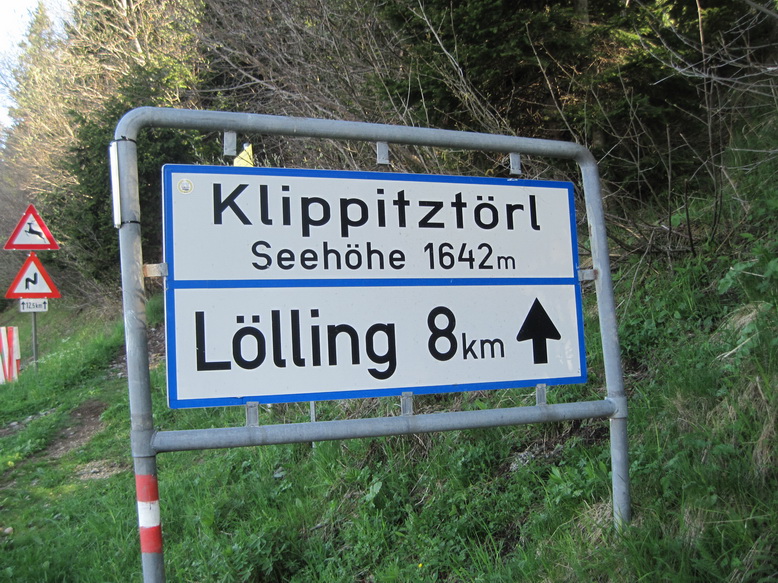 Klippitztörl
Seehöhe 1642m
Lölling 8km